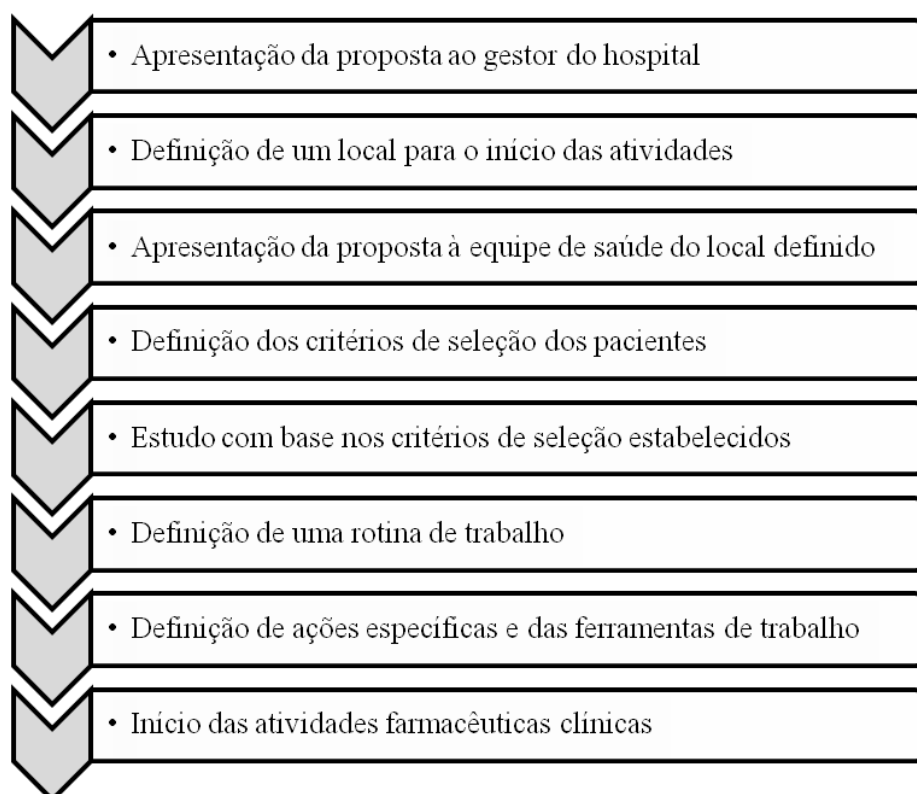 • Apresentação da proposta ao gestor do hospital
• Definição de um local para o início das atividades
• Apresentação da proposta à equipe de saúde do local definido
• Definição dos critérios de seleção dos pacientes
• Estudo com base nos critérios de seleção estabelecidos
• Definição de uma rotina de trabalho
• Definição de ações específicas e das ferramentas de trabalho
• Início das atividades farmacêuticas clínicas